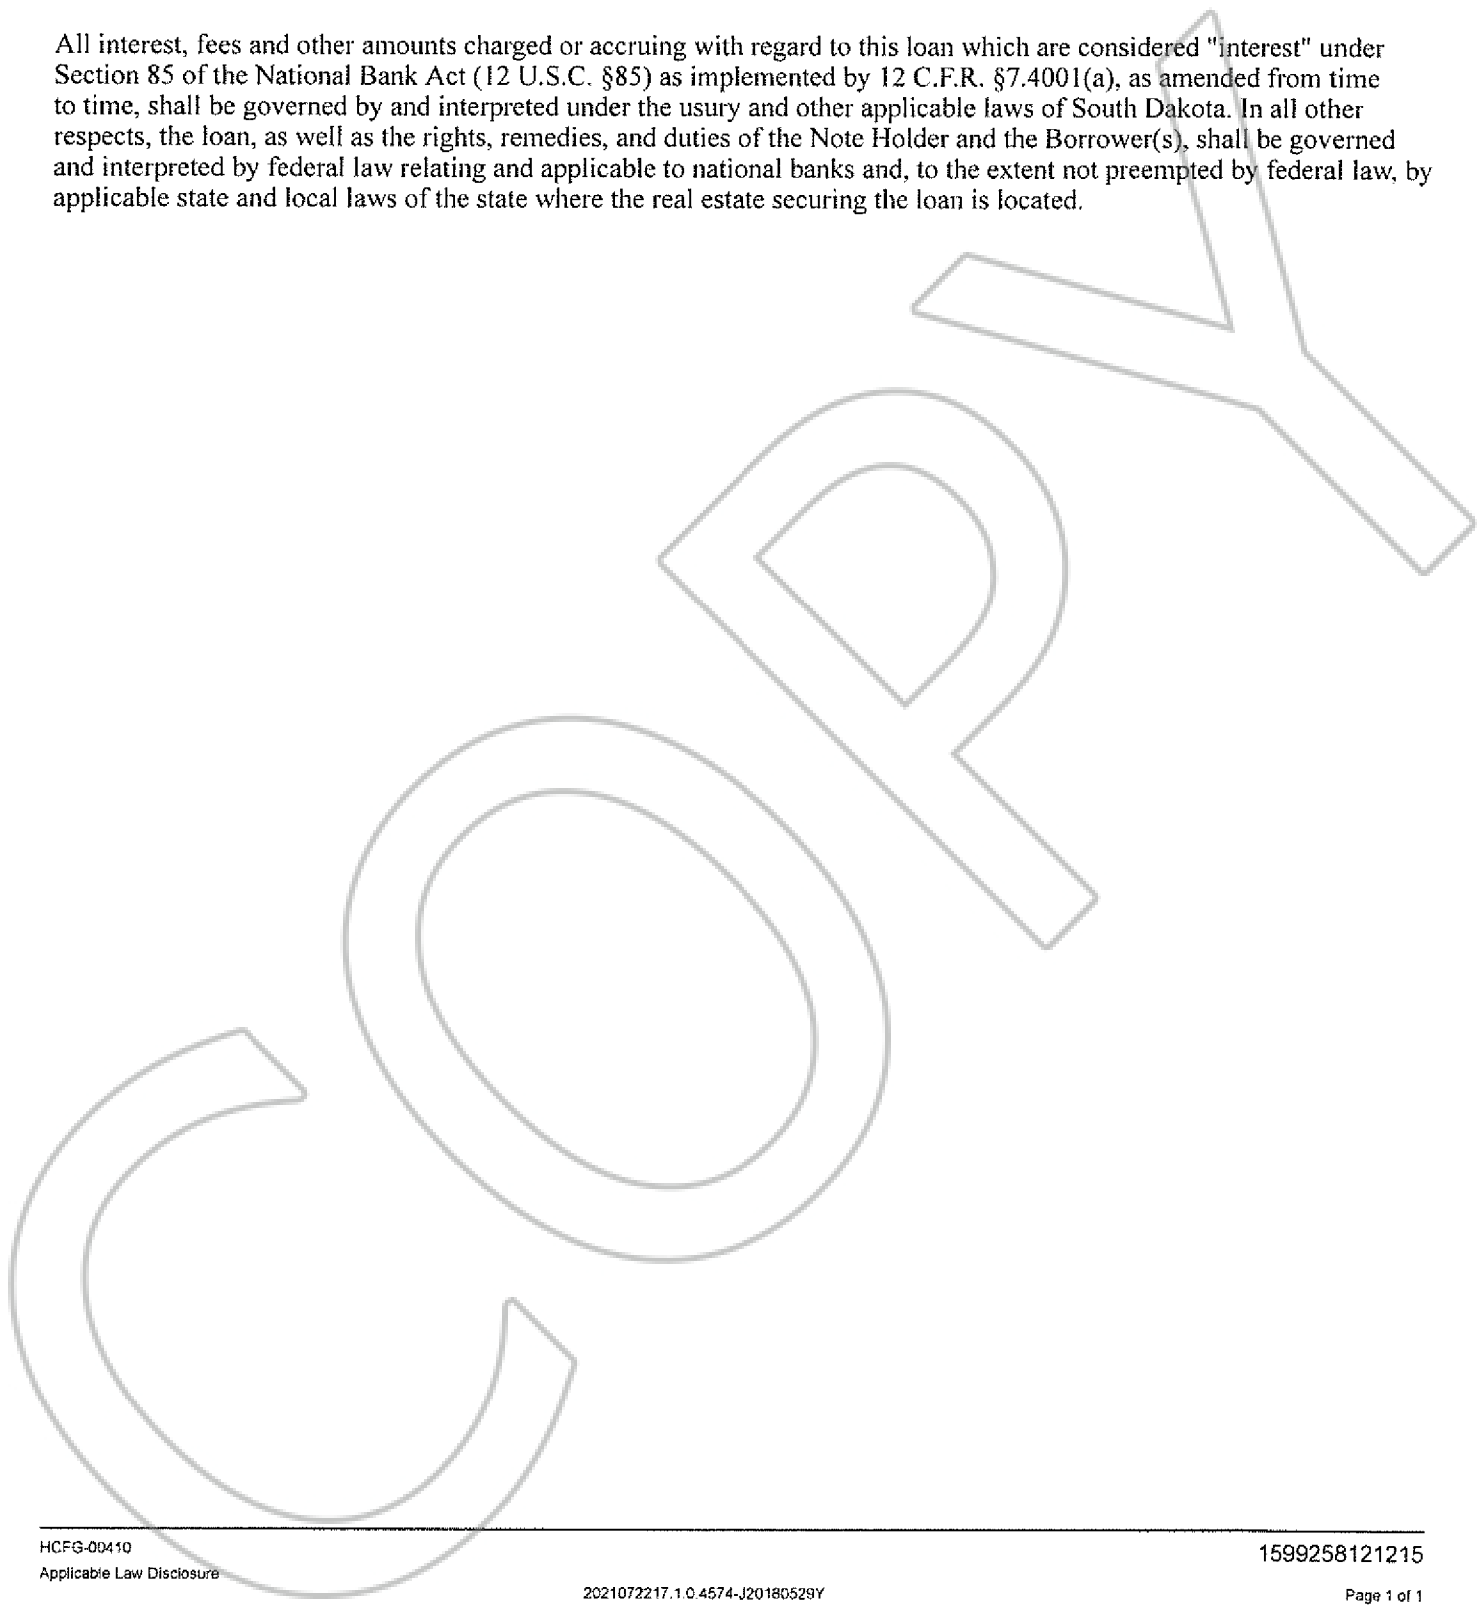 All interest, fees and other amounts charged or accruing with regard to this loan which are considered "interest" under
Section 85 of the National Bank Act (12 U.S.C. §85) as implemented by 12 C.F.R. §7.4001(a), as amended from time
to time, shall be governed by and interpreted under the usury and other applicable laws of South Dakota. In all other
respects, the loan, as well as the rights, remedies, and duties of the Note Holder and the Borrower(s), shall be governed
and interpreted by federal law relating and applicable to national banks and, to the extent not preempted by federal law, by
applicable state and local laws of the state where the real estate securing the loan is located.
COPY
HCFG-00410
1599258121215
Applicable Law Disclosure
2021072217.1.0.4574-J20180529Y
Page 1 of 1